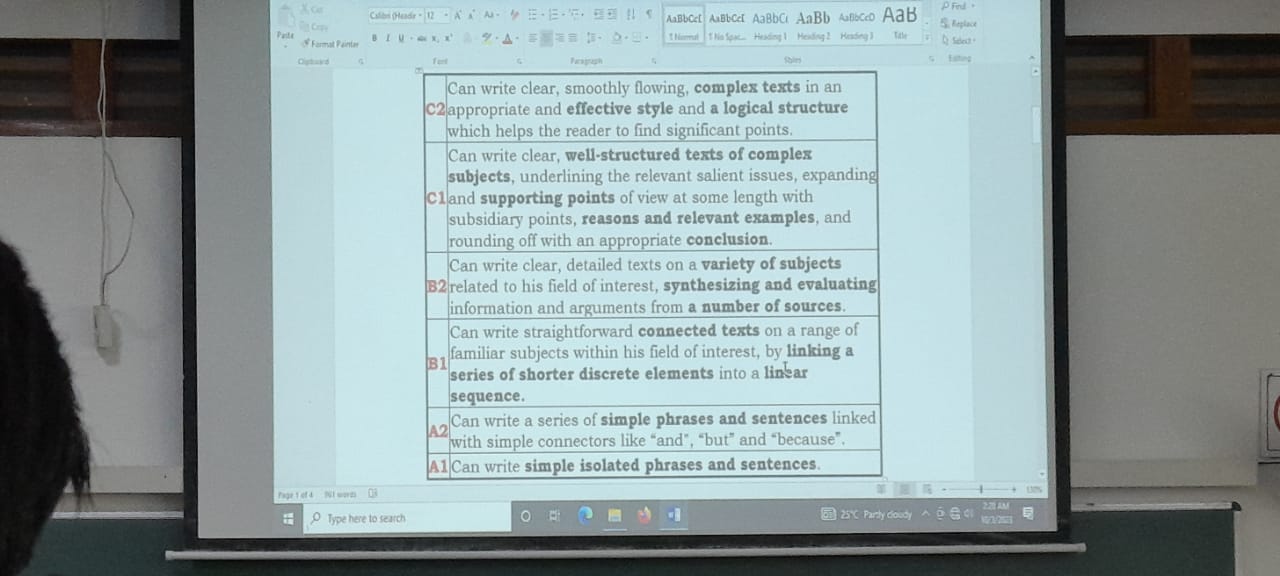 Cut
Copy
Paste
Format Painter
Clipboard
Calibri (Headir 12 A A Aa
B I U abc x, x'
Font
Paragraph
AaBbCcI AaBbCcI AaBbCc AaBb AaBbCcD AaB
1 Normal 1 No Spac... Heading 1 Heading 2 Heading 3 Title
Styles
Find
Replace
Select
Editing
C2
Can write clear, smoothly flowing, complex texts in an
appropriate and effective style and a logical structure
which helps the reader to find significant points.
C1
Can write clear, well-structured texts of complex
subjects, underlining the relevant salient issues, expanding
and supporting points of view at some length with
subsidiary points, reasons and relevant examples, and
rounding off with an appropriate conclusion.
B2
Can write clear, detailed texts on a variety of subjects
related to his field of interest, synthesizing and evaluating
information and arguments from a number of sources.
B1
Can write straightforward connected texts on a range of
familiar subjects within his field of interest, by linking a
series of shorter discrete elements into a linear
sequence.
A2
Can write a series of simple phrases and sentences linked
with simple connectors like “and”, “but” and “because”.
A1
Can write simple isolated phrases and sentences.
Page 1 of 4 961 words
130%
Type here to search
25°C Partly cloudy
2:20 AM
10/3/2023